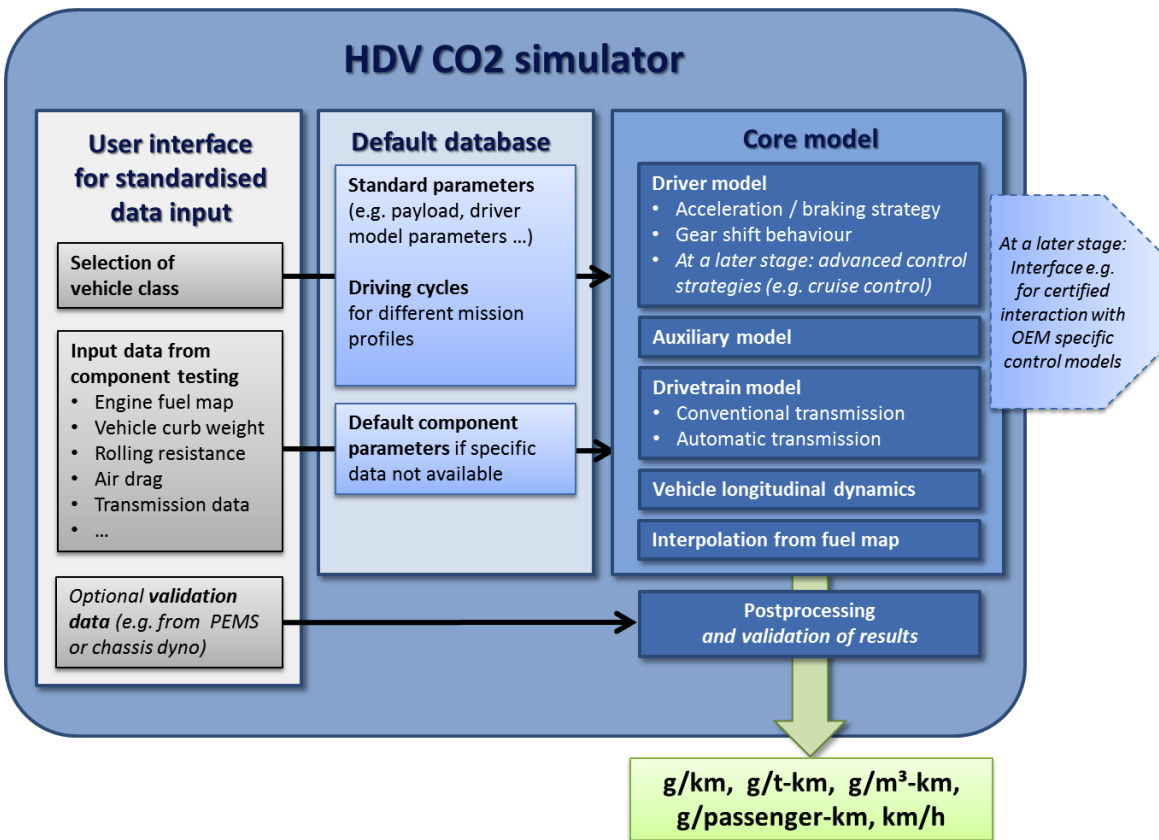 HDV CO2 simulator
User interface
for standardised
data input
Selection of
vehicle class
Input data from
component testing
• Engine fuel map
• Vehicle curb weight
• Rolling resistance
• Air drag
• Transmission data
• ...
Optional validation
data (e.g. from PEMS
or chassis dyno)
Default database
Standard parameters
(e.g. payload, driver
model parameters ...)
Driving cycles
for different mission
profiles
Default component
parameters if specific
data not available
Core model
Driver model
• Acceleration / braking strategy
• Gear shift behaviour
• At a later stage: advanced control
strategies (e.g. cruise control)
Auxiliary model
Drivetrain model
• Conventional transmission
• Automatic transmission
Vehicle longitudinal dynamics
Interpolation from fuel map
Postprocessing
and validation of results
At a later stage:
Interface e.g.
for certified
interaction with
OEM specific
control models
g/km, g/t-km, g/m³-km,
g/passenger-km, km/h